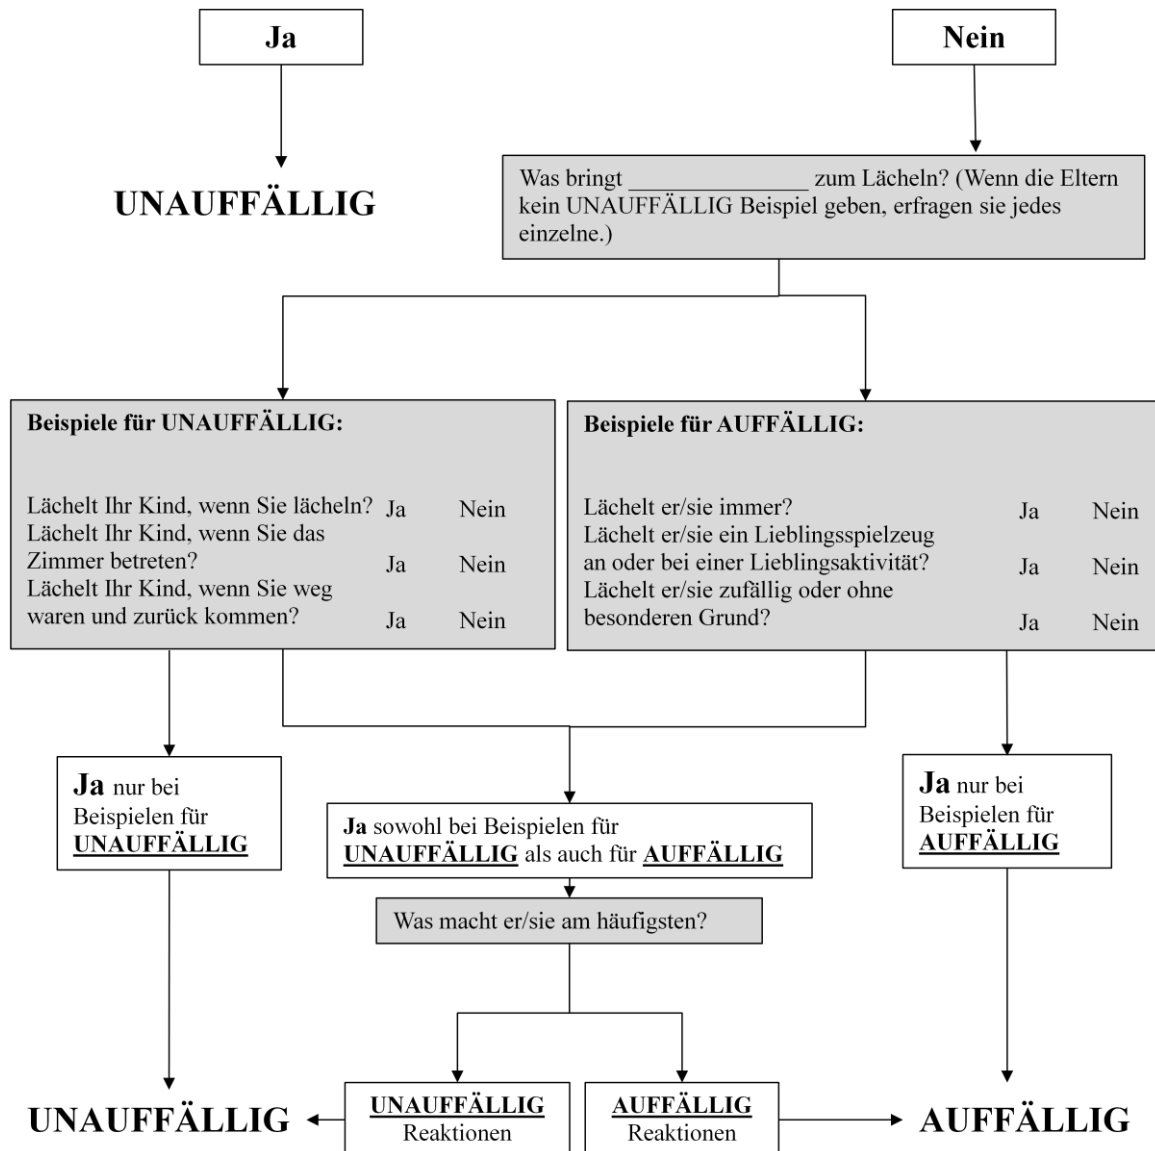 Ja
Nein
UNAUFFÄLLIG
Was bringt _______________ zum Lächeln? (Wenn die Eltern
kein UNAUFFÄLLIG Beispiel geben, erfragen sie jedes
einzelne.)
Beispiele für UNAUFFÄLLIG:
Lächelt Ihr Kind, wenn Sie lächeln? Ja Nein
Lächelt Ihr Kind, wenn Sie das
Zimmer betreten? Ja Nein
Lächelt Ihr Kind, wenn Sie weg
waren und zurück kommen? Ja Nein
Beispiele für AUFFÄLLIG:
Lächelt er/sie immer? Ja Nein
Lächelt er/sie ein Lieblingsspielzeug
an oder bei einer Lieblingsaktivität? Ja Nein
Lächelt er/sie zufällig oder ohne
besonderen Grund? Ja Nein
Ja nur bei
Beispielen für
UNAUFFÄLLIG
Ja sowohl bei Beispielen für
UNAUFFÄLLIG als auch für AUFFÄLLIG
Ja nur bei
Beispielen für
AUFFÄLLIG
Was macht er/sie am häufigsten?
UNAUFFÄLLIG
UNAUFFÄLLIG
Reaktionen
AUFFÄLLIG
Reaktionen
AUFFÄLLIG